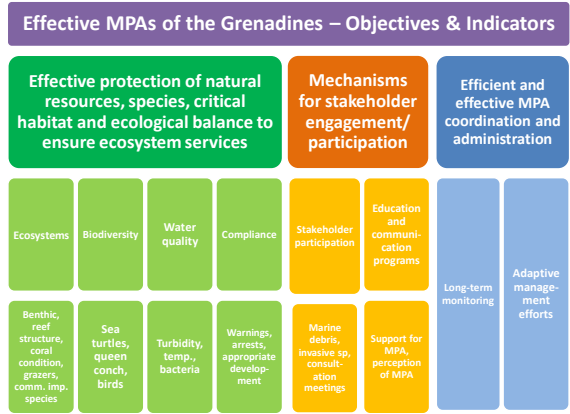 Effective MPAs of the Grenadines – Objectives & Indicators
Effective protection of natural
resources, species, critical
habitat and ecological balance to
ensure ecosystem services
Mechanisms
for stakeholder
engagement/
participation
Efficient and
effective MPA
coordination and
administration
Ecosystems
Biodiversity
Water
quality
Compliance
Stakeholder
participation
Education
and
communi-
cation
programs
Long-term
monitoring
Adaptive
manage-
ment
efforts
Benthic,
reef
structure,
coral
condition,
grazers,
comm. imp.
species
Sea
turtles,
queen
conch,
birds
Turbidity,
temp.,
bacteria
Warnings,
arrests,
appropriate
develop-
ment
Marine
debris,
invasive sp,
consult-
ation
meetings
Support for
MPA,
perception
of MPA